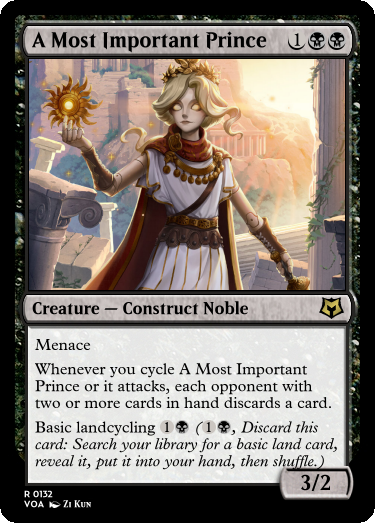 A Most Important Prince 1
Creature — Construct Noble
Menace
Whenever you cycle A Most Important
Prince or it attacks, each opponent with
two or more cards in hand discards a card.
Basic landcycling 1 (1, Discard this
card: Search your library for a basic land card,
reveal it, put it into your hand, then shuffle.)
3/2
R 0132
VOA Zi Kun